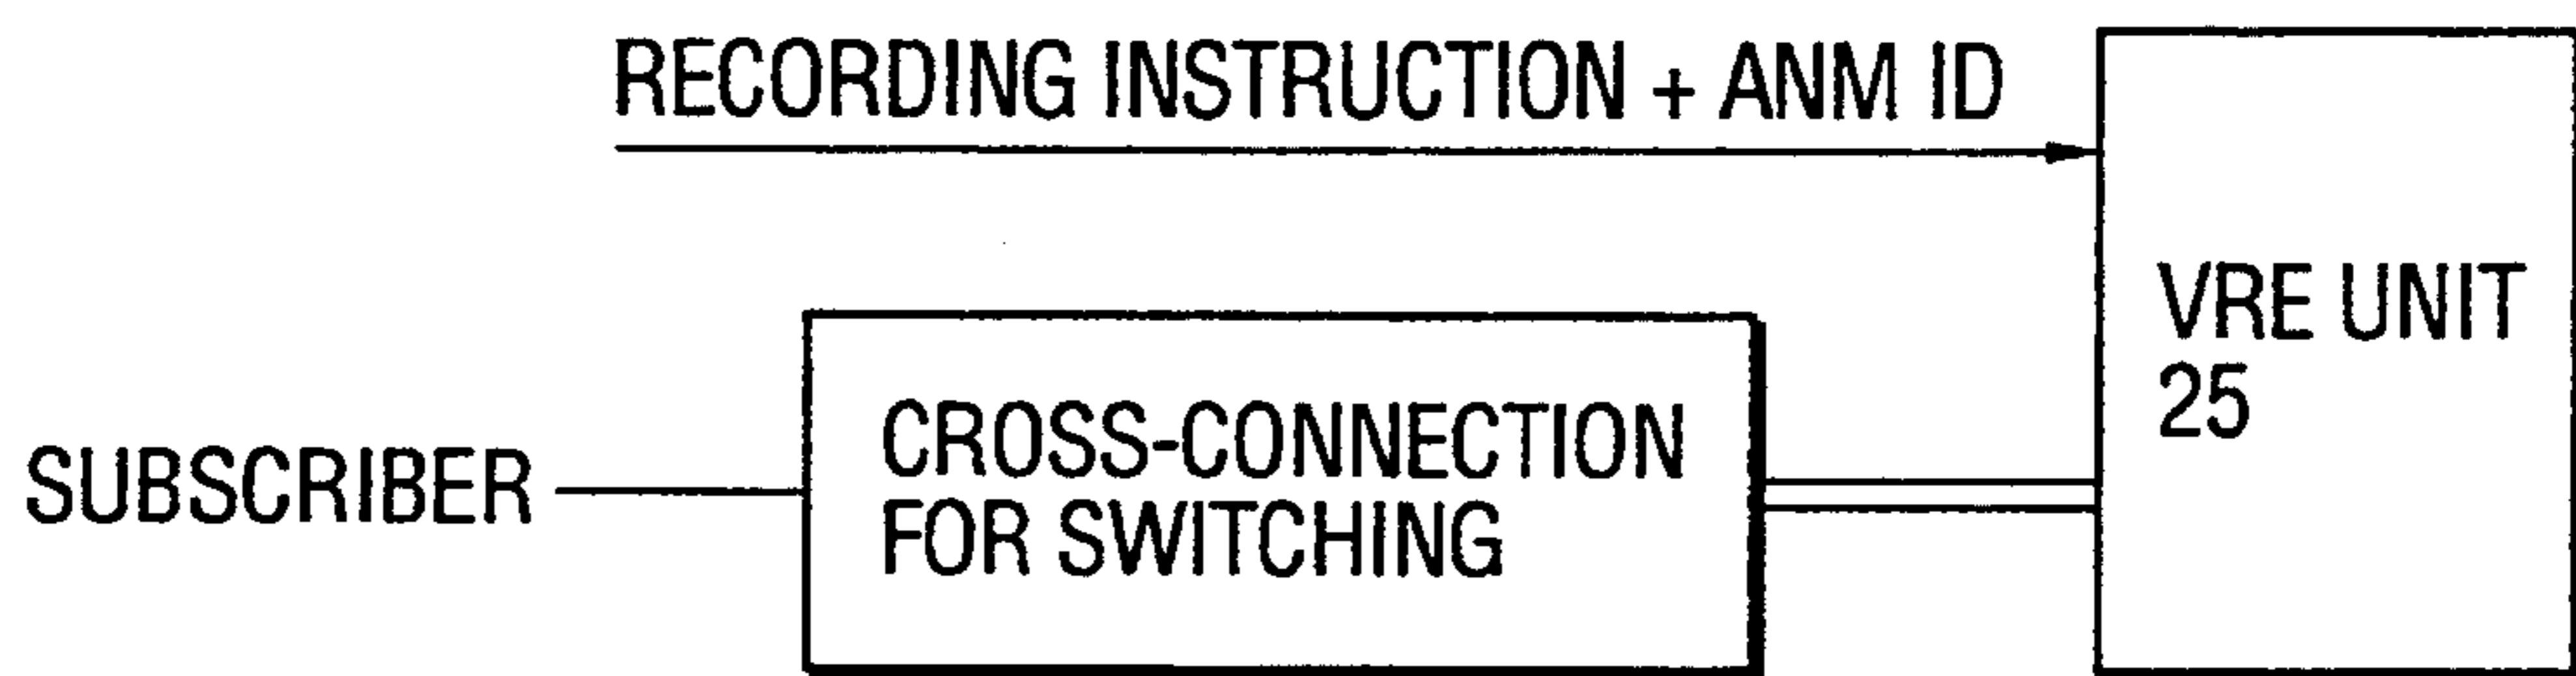 RECORDING INSTRUCTION + ANM ID
VRE UNIT
25
SUBSCRIBER
CROSS-CONNECTION
FOR SWITCHING